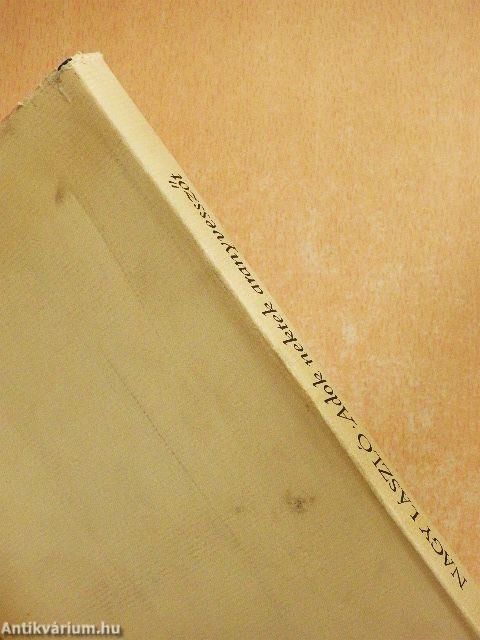 NAGY LÁSZLÓ · Adok nektek aranyvesszőt
Antikvárium.hu